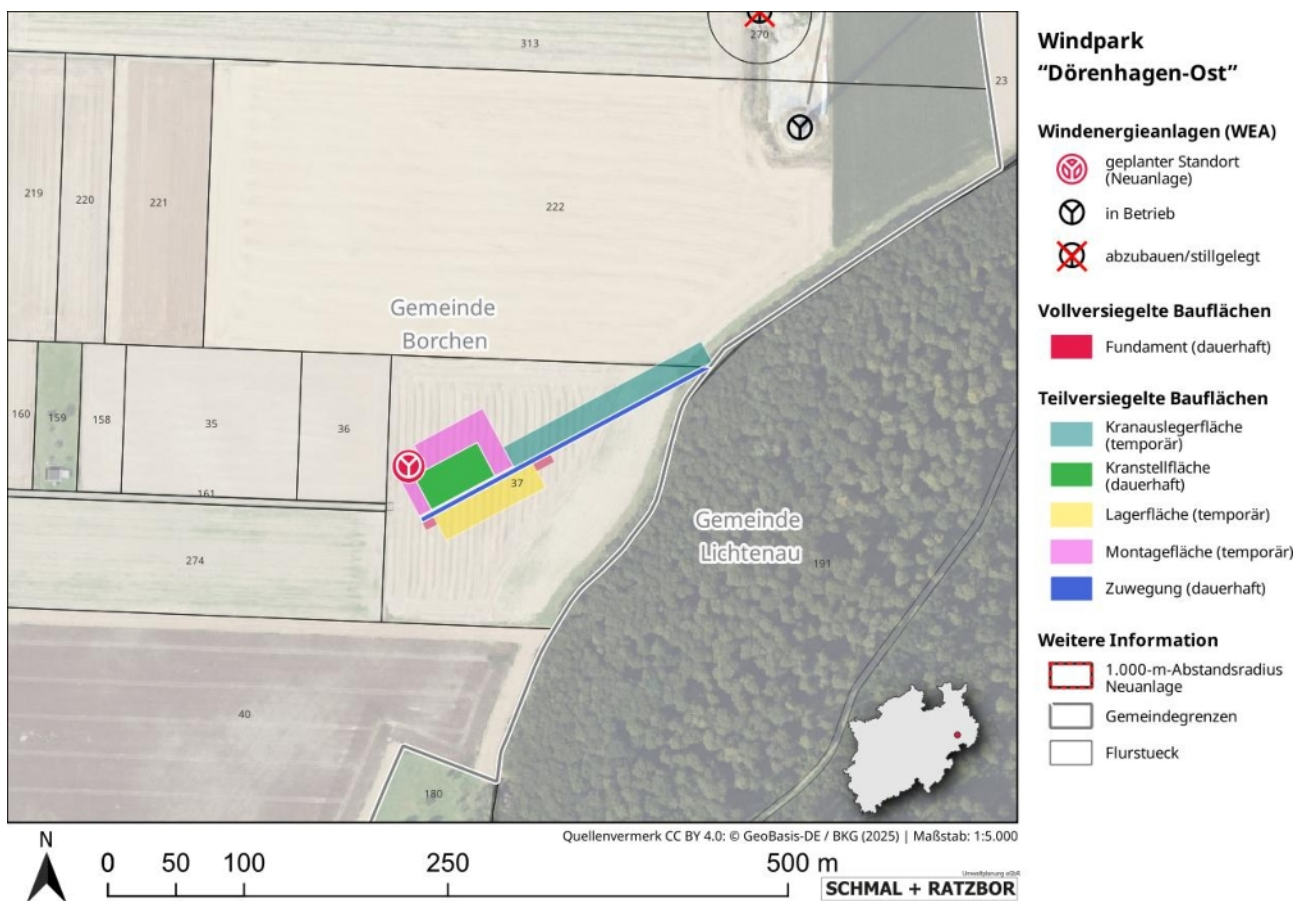 313
270
23
219
220
221
222
Gemeinde
Borchen
160
159
158
35
36
161
37
274
Gemeinde
Lichtenau
191
40
180
Windpark
“Dörenhagen-Ost”
Windenergieanlagen (WEA)
geplanter Standort
(Neuanlage)
in Betrieb
abzubauen/stillgelegt
Vollversiegelte Bauflächen
Fundament (dauerhaft)
Teilversiegelte Bauflächen
Kranauslegerfläche
(temporär)
Kranstellfläche
(dauerhaft)
Lagerfläche (temporär)
Montagefläche (temporär)
Zuwegung (dauerhaft)
Weitere Information
1.000-m-Abstandsradius
Neuanlage
Gemeindegrenzen
Flurstueck
Quellenvermerk CC BY 4.0: © GeoBasis-DE / BKG (2025) | Maßstab: 1:5.000
N
0 50 100 250 500 m
Umweltplanung eGbR
SCHMAL + RATZBOR